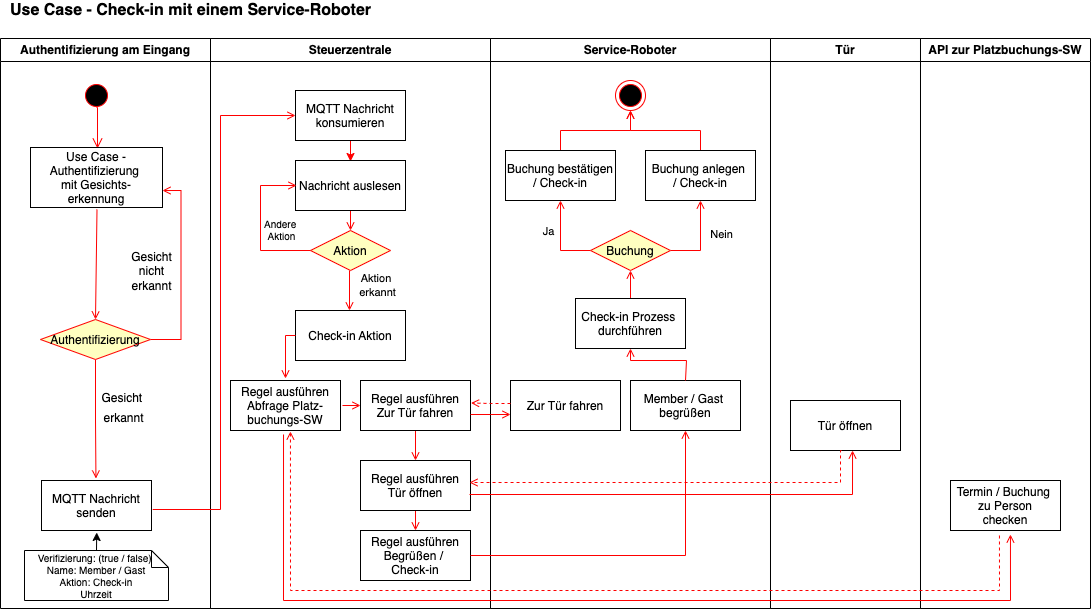 Use Case - Check-in mit einem Service-Roboter
Authentifizierung am Eingang
Steuerzentrale
Service-Roboter
Tür
API zur Platzbuchungs-SW
Use Case -
Authentifizierung
mit Gesichts-
erkennung
Gesicht
nicht
erkannt
Authentifizierung
Gesicht
erkannt
MQTT Nachricht
senden
Verifizierung: (true / false)
Name: Member / Gast
Aktion: Check-in
Uhrzeit
MQTT Nachricht
konsumieren
Nachricht auslesen
Andere
Aktion
Aktion
Aktion
erkannt
Check-in Aktion
Regel ausführen
Abfrage Platz-
buchungs-SW
Regel ausführen
Zur Tür fahren
Regel ausführen
Tür öffnen
Regel ausführen
Begrüßen /
Check-in
Buchung bestätigen
/ Check-in
Buchung anlegen
/ Check-in
Ja
Buchung
Nein
Check-in Prozess
durchführen
Zur Tür fahren
Member / Gast
begrüßen
Tür öffnen
Termin / Buchung
zu Person
checken